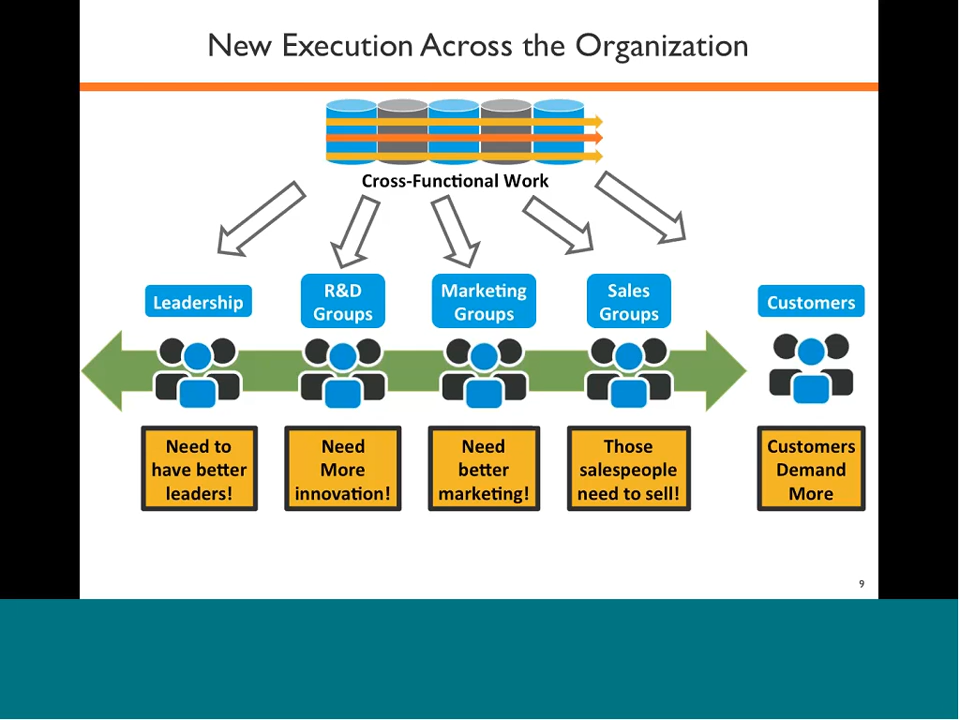 New Execution Across the Organization
Cross-Functional Work
Leadership
R&D
Groups
Marketing
Groups
Sales
Groups
Customers
Need to
have better
leaders!
Need
More
innovation!
Need
better
marketing!
Those
salespeople
need to sell!
Customers
Demand
More
9